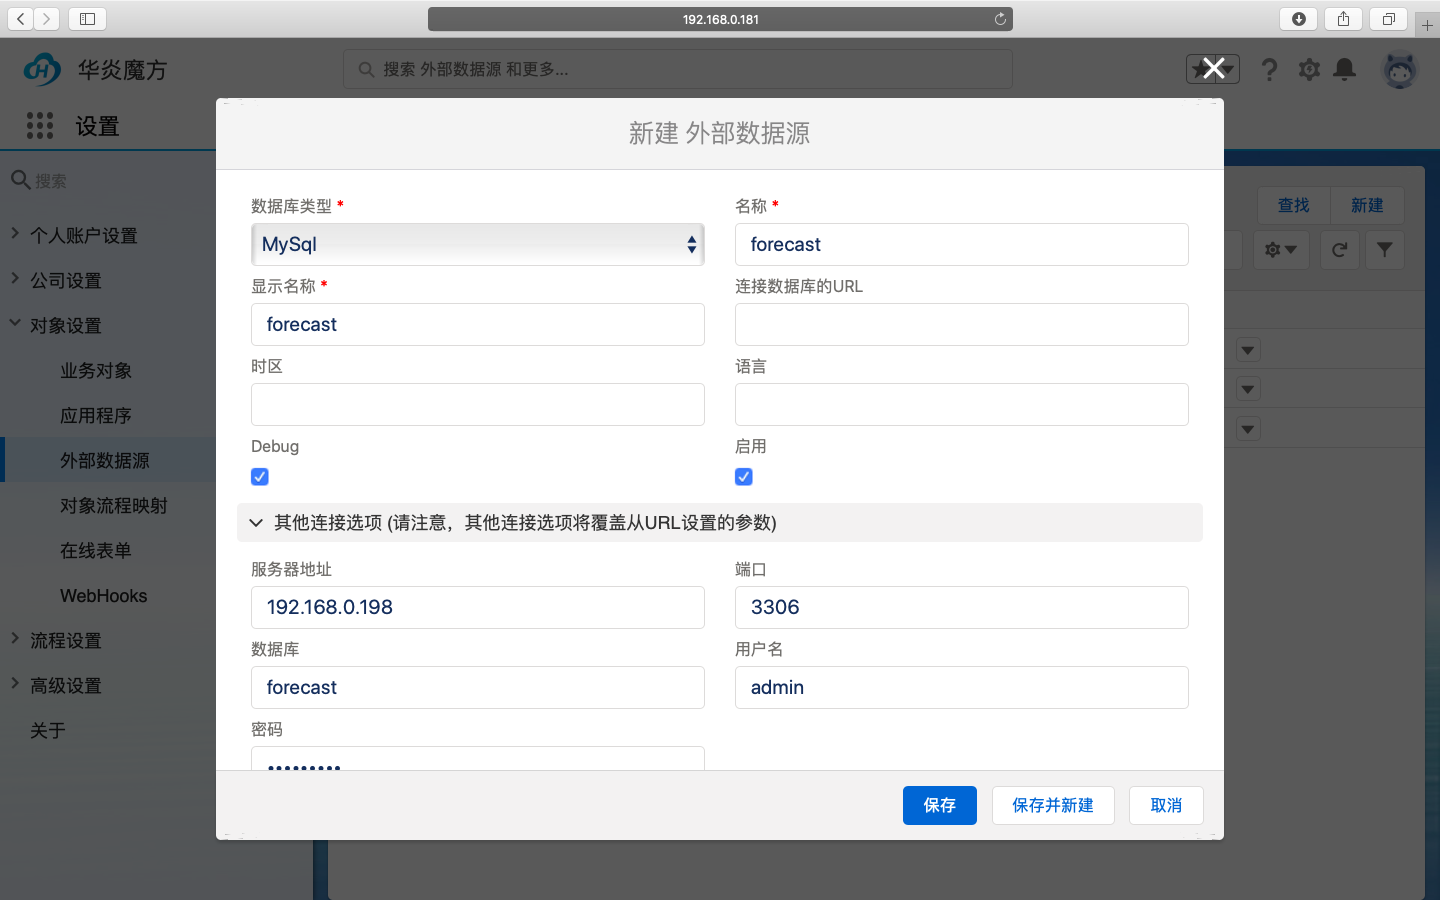 192.168.0.181
华炎魔方
搜索 外部数据源 和更多...
设置
搜索
个人账户设置
公司设置
对象设置
业务对象
应用程序
外部数据源
对象流程映射
在线表单
WebHooks
流程设置
高级设置
关于
查找
新建
新建 外部数据源
数据库类型 *
MySql
名称 *
forecast
显示名称 *
forecast
连接数据库的URL
时区
语言
Debug
启用
其他连接选项 (请注意，其他连接选项将覆盖从URL设置的参数)
服务器地址
192.168.0.198
端口
3306
数据库
forecast
用户名
admin
密码
•••••••••
保存
保存并新建
取消